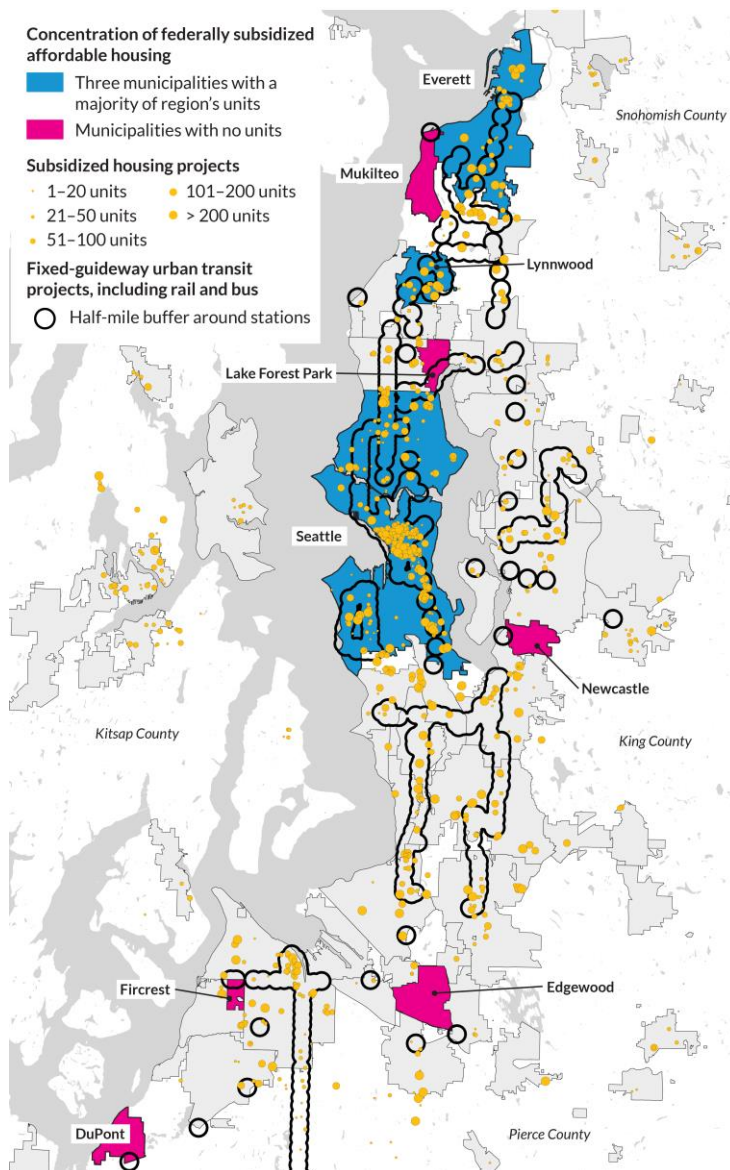 Concentration of federally subsidized
affordable housing
Three municipalities with a
majority of region's units
Municipalities with no units
Subsidized housing projects
1–20 units
101–200 units
21–50 units
> 200 units
51–100 units
Fixed-guideway urban transit
projects, including rail and bus
Half-mile buffer around stations
Everett
Snohomish County
Mukilteo
Lynnwood
Lake Forest Park
Seattle
Newcastle
Kitsap County
King County
Fircrest
Edgewood
DuPont
Pierce County